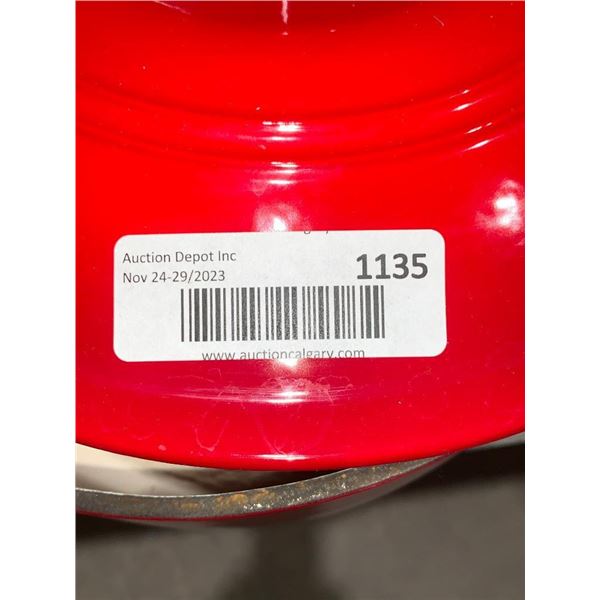 Auction Depot Inc
Nov 24-29/2023
1135
www.auctioncalgary.com